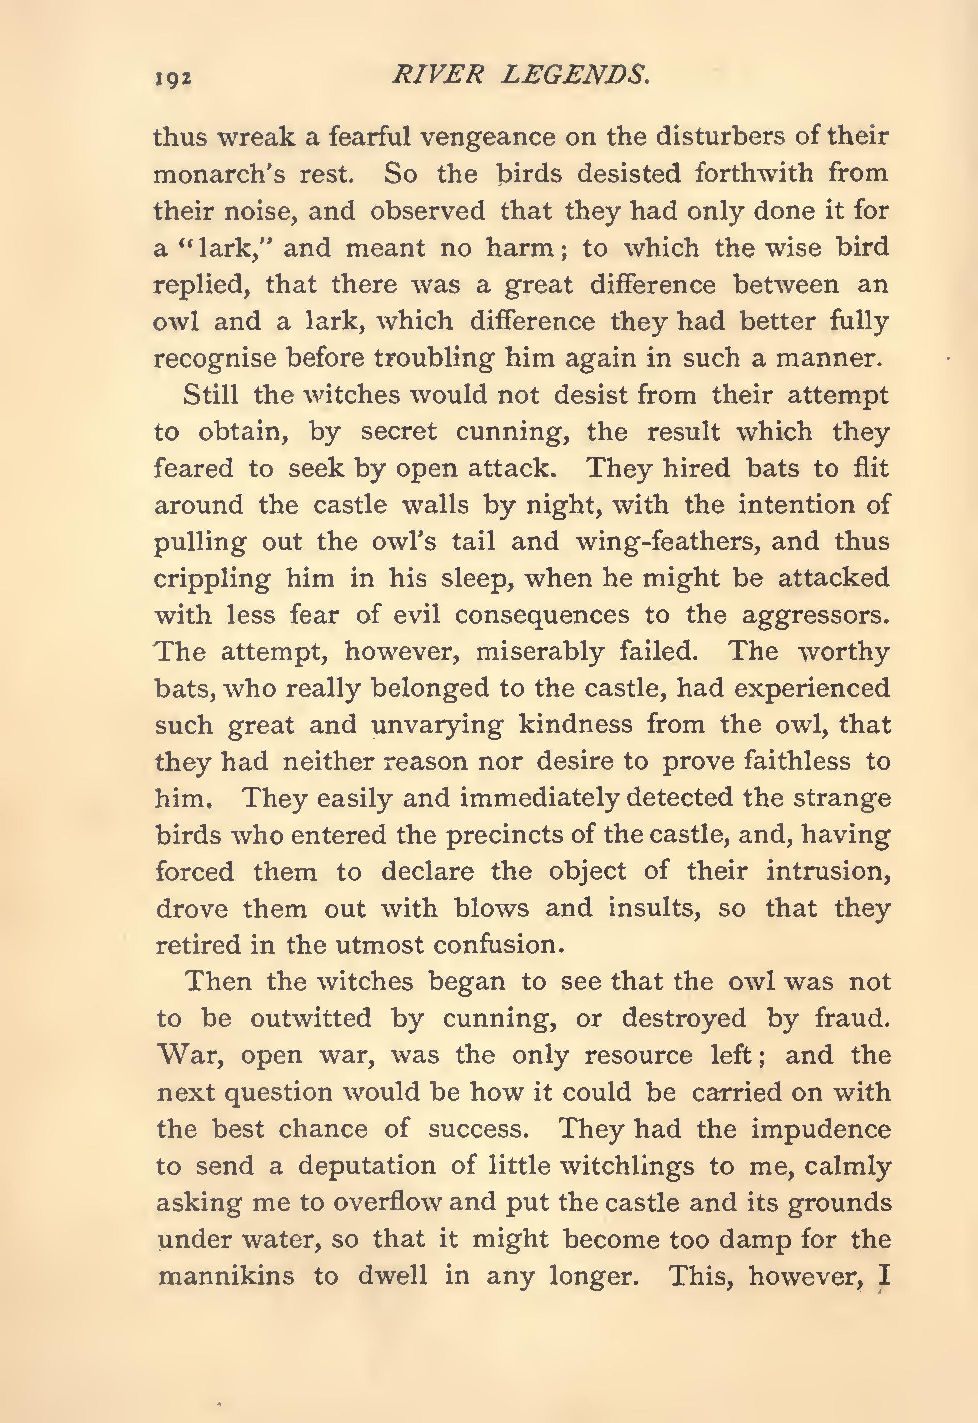 192 RIVER LEGENDS.
thus wreak a fearful vengeance on the disturbers of their
monarch's rest. So the birds desisted forthwith from
their noise, and observed that they had only done it for
a "lark," and meant no harm; to which the wise bird
replied, that there was a great difference between an
owl and a lark, which difference they had better fully
recognise before troubling him again in such a manner.
Still the witches would not desist from their attempt
to obtain, by secret cunning, the result which they
feared to seek by open attack. They hired bats to flit
around the castle walls by night, with the intention of
pulling out the owl's tail and wing-feathers, and thus
crippling him in his sleep, when he might be attacked
with less fear of evil consequences to the aggressors.
The attempt, however, miserably failed. The worthy
bats, who really belonged to the castle, had experienced
such great and unvarying kindness from the owl, that
they had neither reason nor desire to prove faithless to
him. They easily and immediately detected the strange
birds who entered the precincts of the castle, and, having
forced them to declare the object of their intrusion,
drove them out with blows and insults, so that they
retired in the utmost confusion.
Then the witches began to see that the owl was not
to be outwitted by cunning, or destroyed by fraud.
War, open war, was the only resource left; and the
next question would be how it could be carried on with
the best chance of success. They had the impudence
to send a deputation of little witchlings to me, calmly
asking me to overflow and put the castle and its grounds
under water, so that it might become too damp for the
mannikins to dwell in any longer. This, however, I